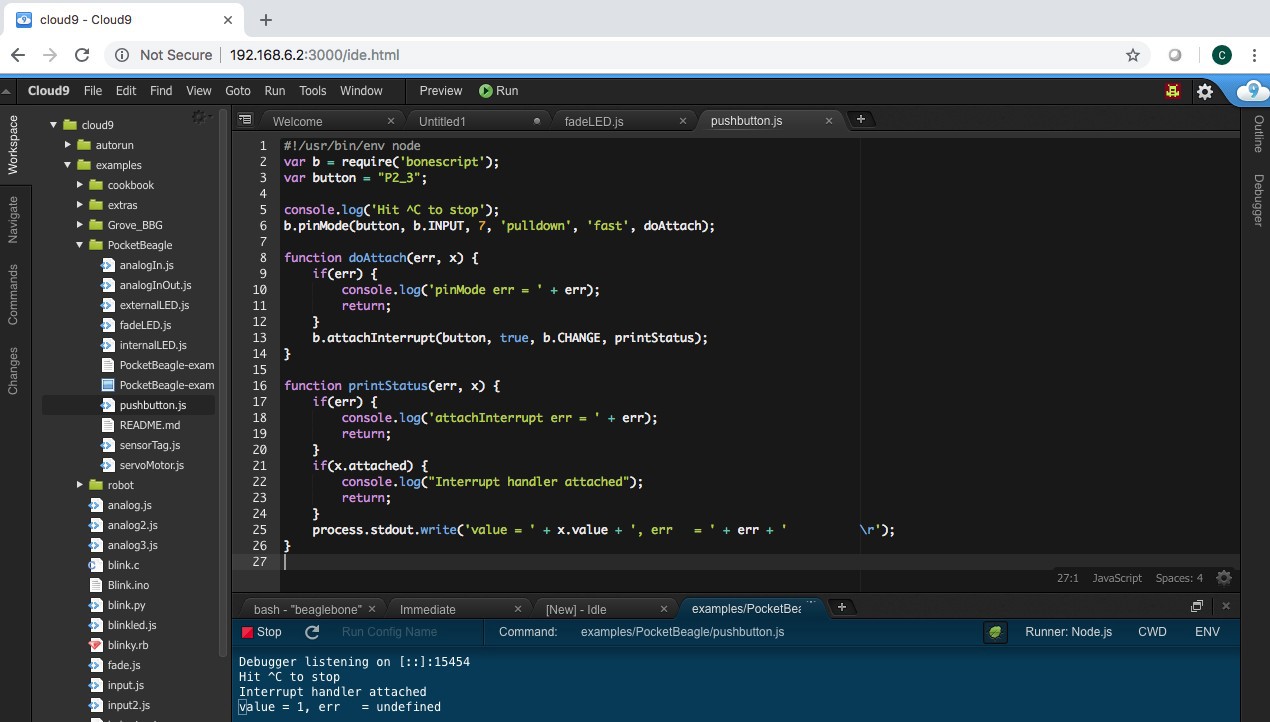 cloud9 - Cloud9
Not Secure 192.168.6.2:3000/ide.html
C
Cloud9 File Edit Find View Goto Run Tools Window Preview Run
9
Workspace
Navigate
Commands
Changes
cloud9
autorun
examples
cookbook
extras
Grove_BBG
PocketBeagle
analogIn.js
analogInOut.js
externalLED.js
fadeLED.js
internalLED.js
PocketBeagle-exam
PocketBeagle-exam
pushbutton.js
README.md
sensorTag.js
servoMotor.js
robot
analog.js
analog2.js
analog3.js
blink.c
Blink.ino
blink.py
blinkled.js
blinky.rb
fade.js
input.js
input2.js
Welcome Untitled1 fadeLED.js pushbutton.js
1 #!/usr/bin/env node
2 var b = require('bonescript');
3 var button = "P2_3";
4
5 console.log('Hit ^C to stop');
6 b.pinMode(button, b.INPUT, 7, 'pulldown', 'fast', doAttach);
7
8 function doAttach(err, x) {
9     if(err) {
10         console.log('pinMode err = ' + err);
11         return;
12     }
13     b.attachInterrupt(button, true, b.CHANGE, printStatus);
14 }
15
16 function printStatus(err, x) {
17     if(err) {
18         console.log('attachInterrupt err = ' + err);
19         return;
20     }
21     if(x.attached) {
22         console.log("Interrupt handler attached");
23         return;
24     }
25     process.stdout.write('value = ' + x.value + ', err   = ' + err + '          \r');
26 }
27
27:1 JavaScript Spaces: 4
Outline
Debugger
bash - "beaglebone" Immediate [New] - Idle examples/PocketBea
Stop Run Config Name Command: examples/PocketBeagle/pushbutton.js Runner: Node.js CWD ENV
Debugger listening on [::]:15454
Hit ^C to stop
Interrupt handler attached
value = 1, err   = undefined